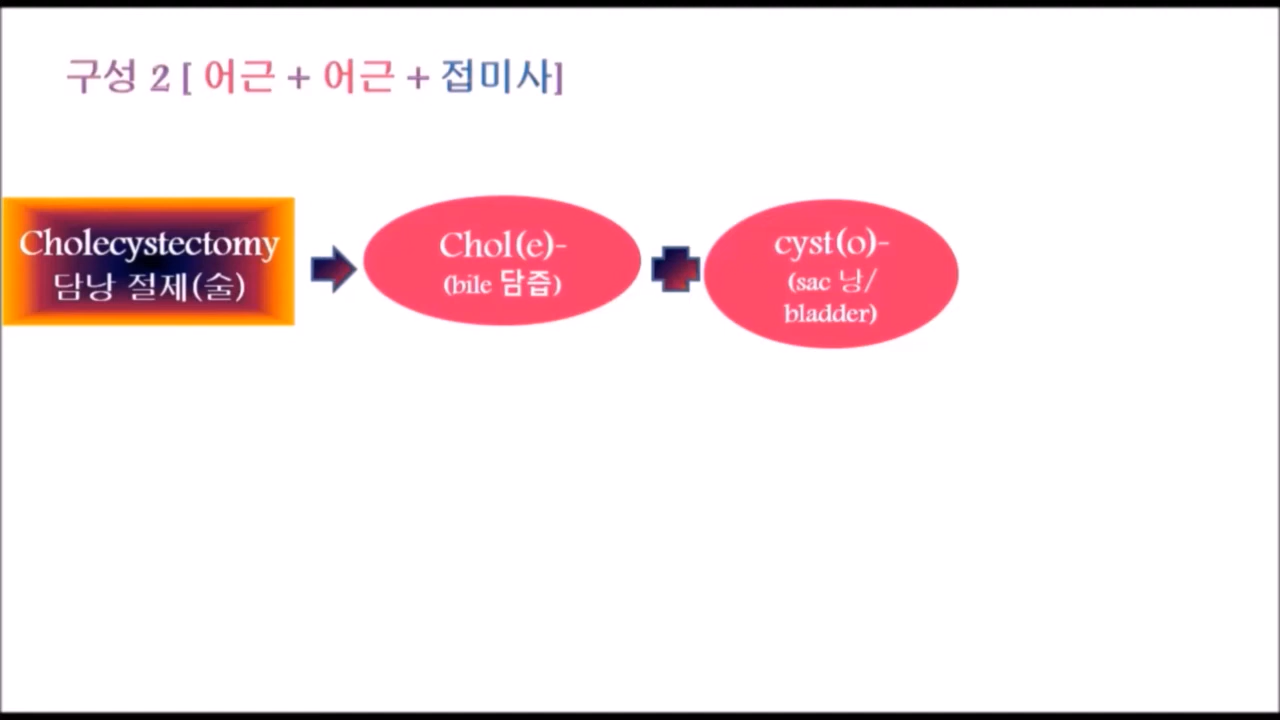 구성 2 [ 어근 + 어근 + 접미사]
Cholecystectomy
담낭 절제(술)
Chol(e)-
(bile 담즙)
cyst(o)-
(sac 낭/
bladder)